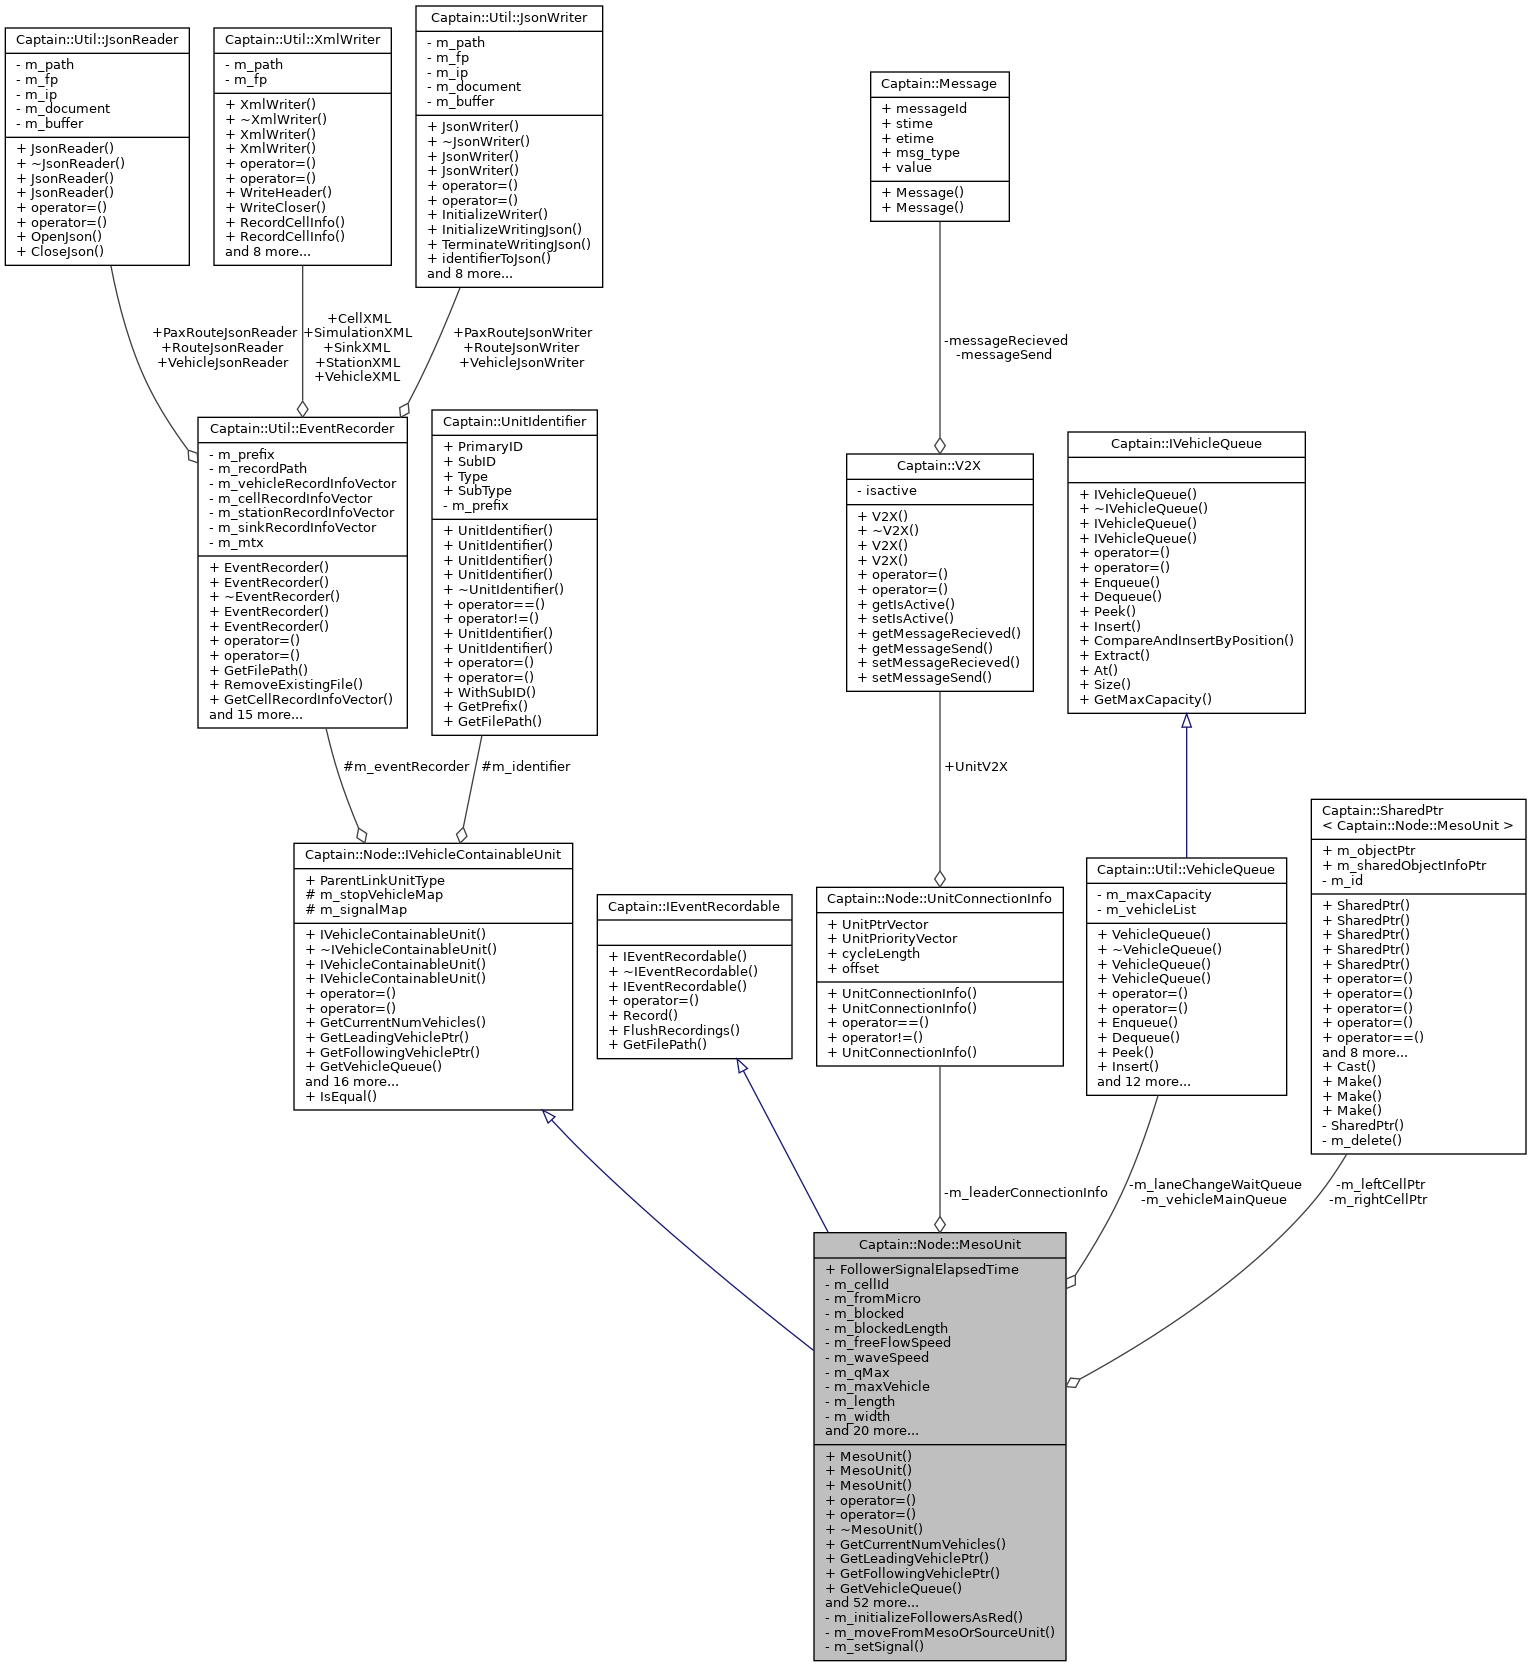 Captain::Util::JsonReader
- m_path
- m_fp
- m_ip
- m_document
- m_buffer
+ JsonReader()
+ ~JsonReader()
+ JsonReader()
+ JsonReader()
+ operator=()
+ operator=()
+ OpenJson()
+ CloseJson()
Captain::Util::XmlWriter
- m_path
- m_fp
+ XmlWriter()
+ ~XmlWriter()
+ XmlWriter()
+ XmlWriter()
+ operator=()
+ operator=()
+ WriteHeader()
+ WriteCloser()
+ RecordCellInfo()
+ RecordCellInfo()
and 8 more...
Captain::Util::JsonWriter
- m_path
- m_fp
- m_ip
- m_document
- m_buffer
+ JsonWriter()
+ ~JsonWriter()
+ JsonWriter()
+ JsonWriter()
+ operator=()
+ operator=()
+ InitializeWriter()
+ InitializeWritingJson()
+ TerminateWritingJson()
+ identifierToJson()
and 8 more...
Captain::Message
+ messageId
+ stime
+ etime
+ msg_type
+ value
+ Message()
+ Message()
+PaxRouteJsonReader
+RouteJsonReader
+VehicleJsonReader
+CellXML
+SimulationXML
+SinkXML
+StationXML
+VehicleXML
+PaxRouteJsonWriter
+RouteJsonWriter
+VehicleJsonWriter
-messageRecieved
-messageSend
Captain::Util::EventRecorder
- m_prefix
- m_recordPath
- m_vehicleRecordInfoVector
- m_cellRecordInfoVector
- m_stationRecordInfoVector
- m_sinkRecordInfoVector
- m_mtx
+ EventRecorder()
+ EventRecorder()
+ ~EventRecorder()
+ EventRecorder()
+ EventRecorder()
+ operator=()
+ operator=()
+ GetFilePath()
+ RemoveExistingFile()
+ GetCellRecordInfoVector()
and 15 more...
Captain::UnitIdentifier
+ PrimaryID
+ SubID
+ Type
+ SubType
- m_prefix
+ UnitIdentifier()
+ UnitIdentifier()
+ UnitIdentifier()
+ UnitIdentifier()
+ ~UnitIdentifier()
+ operator==()
+ operator!=()
+ UnitIdentifier()
+ UnitIdentifier()
+ operator=()
+ operator=()
+ WithSubID()
+ GetPrefix()
+ GetFilePath()
Captain::V2X
- isactive
+ V2X()
+ ~V2X()
+ V2X()
+ V2X()
+ operator=()
+ operator=()
+ getIsActive()
+ setIsActive()
+ getMessageRecieved()
+ getMessageSend()
+ setMessageRecieved()
+ setMessageSend()
Captain::IVehicleQueue
+ IVehicleQueue()
+ ~IVehicleQueue()
+ IVehicleQueue()
+ IVehicleQueue()
+ operator=()
+ operator=()
+ Enqueue()
+ Dequeue()
+ Peek()
+ Insert()
+ CompareAndInsertByPosition()
+ Extract()
+ At()
+ Size()
+ GetMaxCapacity()
#m_eventRecorder
#m_identifier
+UnitV2X
Captain::Node::IVehicleContainableUnit
+ ParentLinkUnitType
# m_stopVehicleMap
# m_signalMap
+ IVehicleContainableUnit()
+ ~IVehicleContainableUnit()
+ IVehicleContainableUnit()
+ IVehicleContainableUnit()
+ operator=()
+ operator=()
+ GetCurrentNumVehicles()
+ GetLeadingVehiclePtr()
+ GetFollowingVehiclePtr()
+ GetVehicleQueue()
and 16 more...
+ IsEqual()
Captain::IEventRecordable
+ IEventRecordable()
+ ~IEventRecordable()
+ IEventRecordable()
+ operator=()
+ Record()
+ FlushRecordings()
+ GetFilePath()
Captain::Node::UnitConnectionInfo
+ UnitPtrVector
+ UnitPriorityVector
+ cycleLength
+ offset
+ UnitConnectionInfo()
+ UnitConnectionInfo()
+ operator==()
+ operator!=()
+ UnitConnectionInfo()
Captain::Util::VehicleQueue
- m_maxCapacity
- m_vehicleList
+ VehicleQueue()
+ ~VehicleQueue()
+ VehicleQueue()
+ VehicleQueue()
+ operator=()
+ operator=()
+ Enqueue()
+ Dequeue()
+ Peek()
+ Insert()
and 12 more...
Captain::SharedPtr
< Captain::Node::MesoUnit >
+ m_objectPtr
+ m_sharedObjectInfoPtr
- m_id
+ SharedPtr()
+ SharedPtr()
+ SharedPtr()
+ SharedPtr()
+ SharedPtr()
+ operator=()
+ operator=()
+ operator=()
+ operator=()
+ operator==()
and 8 more...
+ Cast()
+ Make()
+ Make()
+ Make()
- SharedPtr()
- m_delete()
-m_leaderConnectionInfo
-m_laneChangeWaitQueue
-m_vehicleMainQueue
-m_leftCellPtr
-m_rightCellPtr
Captain::Node::MesoUnit
+ FollowerSignalElapsedTime
- m_cellId
- m_fromMicro
- m_blocked
- m_blockedLength
- m_freeFlowSpeed
- m_waveSpeed
- m_qMax
- m_maxVehicle
- m_length
- m_width
and 20 more...
+ MesoUnit()
+ MesoUnit()
+ MesoUnit()
+ operator=()
+ operator=()
+ ~MesoUnit()
+ GetCurrentNumVehicles()
+ GetLeadingVehiclePtr()
+ GetFollowingVehiclePtr()
+ GetVehicleQueue()
and 52 more...
- m_initializeFollowersAsRed()
- m_moveFromMesoOrSourceUnit()
- m_setSignal()